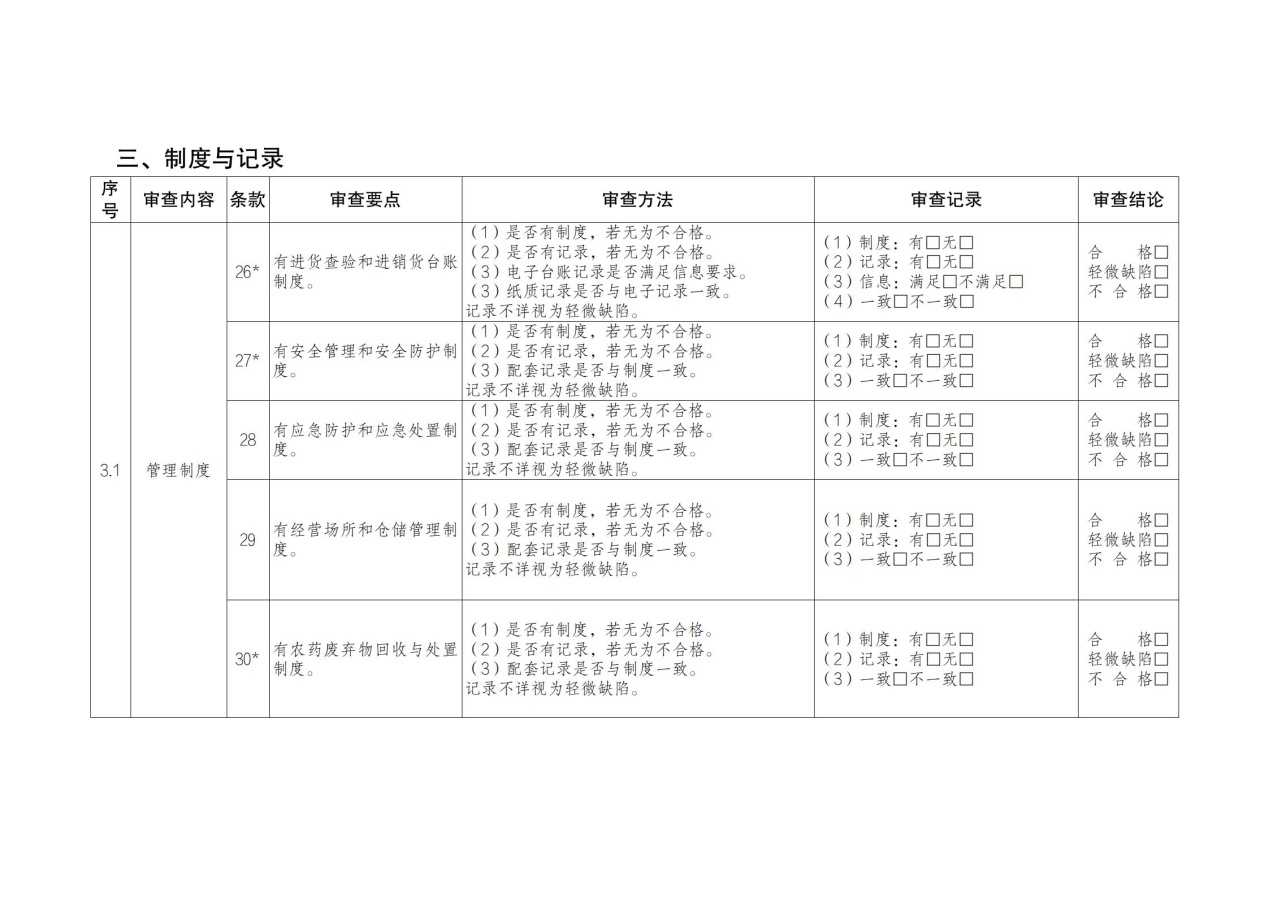 三、制度与记录
序号 审查内容 条款 审查要点 审查方法 审查记录 审查结论
3.1 管理制度
26* 有进货查验和进销货台账
制度。
(1)是否有制度，若无为不合格。
(2)是否有记录，若无为不合格。
(3)电子台账记录是否满足信息要求。
(3)纸质记录是否与电子记录一致。
记录不详视为轻微缺陷。
(1)制度：有□无□
(2)记录：有□无□
(3)信息：满足□不满足□
(4)一致□不一致□
合 格□
轻微缺陷□
不 合 格□
27* 有安全管理和安全防护制
度。
(1)是否有制度，若无为不合格。
(2)是否有记录，若无为不合格。
(3)配套记录是否与制度一致。
记录不详视为轻微缺陷。
(1)制度：有□无□
(2)记录：有□无□
(3)一致□不一致□
合 格□
轻微缺陷□
不 合 格□
28 有应急防护和应急处置制
度。
(1)是否有制度，若无为不合格。
(2)是否有记录，若无为不合格。
(3)配套记录是否与制度一致。
记录不详视为轻微缺陷。
(1)制度：有□无□
(2)记录：有□无□
(3)一致□不一致□
合 格□
轻微缺陷□
不 合 格□
29 有经营场所和仓储管理制
度。
(1)是否有制度，若无为不合格。
(2)是否有记录，若无为不合格。
(3)配套记录是否与制度一致。
记录不详视为轻微缺陷。
(1)制度：有□无□
(2)记录：有□无□
(3)一致□不一致□
合 格□
轻微缺陷□
不 合 格□
30* 有农药废弃物回收与处置
制度。
(1)是否有制度，若无为不合格。
(2)是否有记录，若无为不合格。
(3)配套记录是否与制度一致。
记录不详视为轻微缺陷。
(1)制度：有□无□
(2)记录：有□无□
(3)一致□不一致□
合 格□
轻微缺陷□
不 合 格□